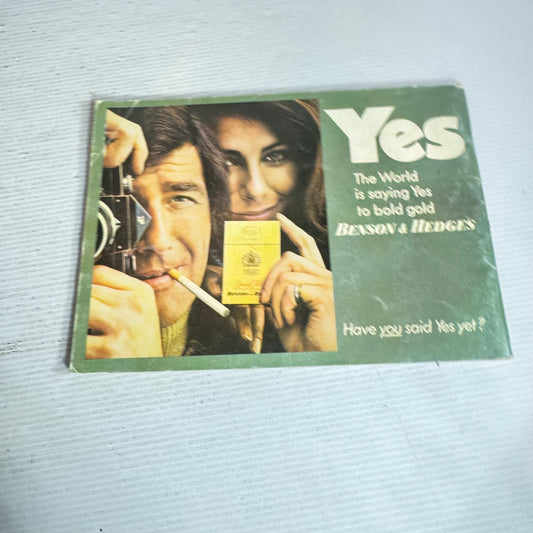 Yes
The World
is saying Yes
to bold gold
BENSON & HEDGES
Have you said Yes yet?